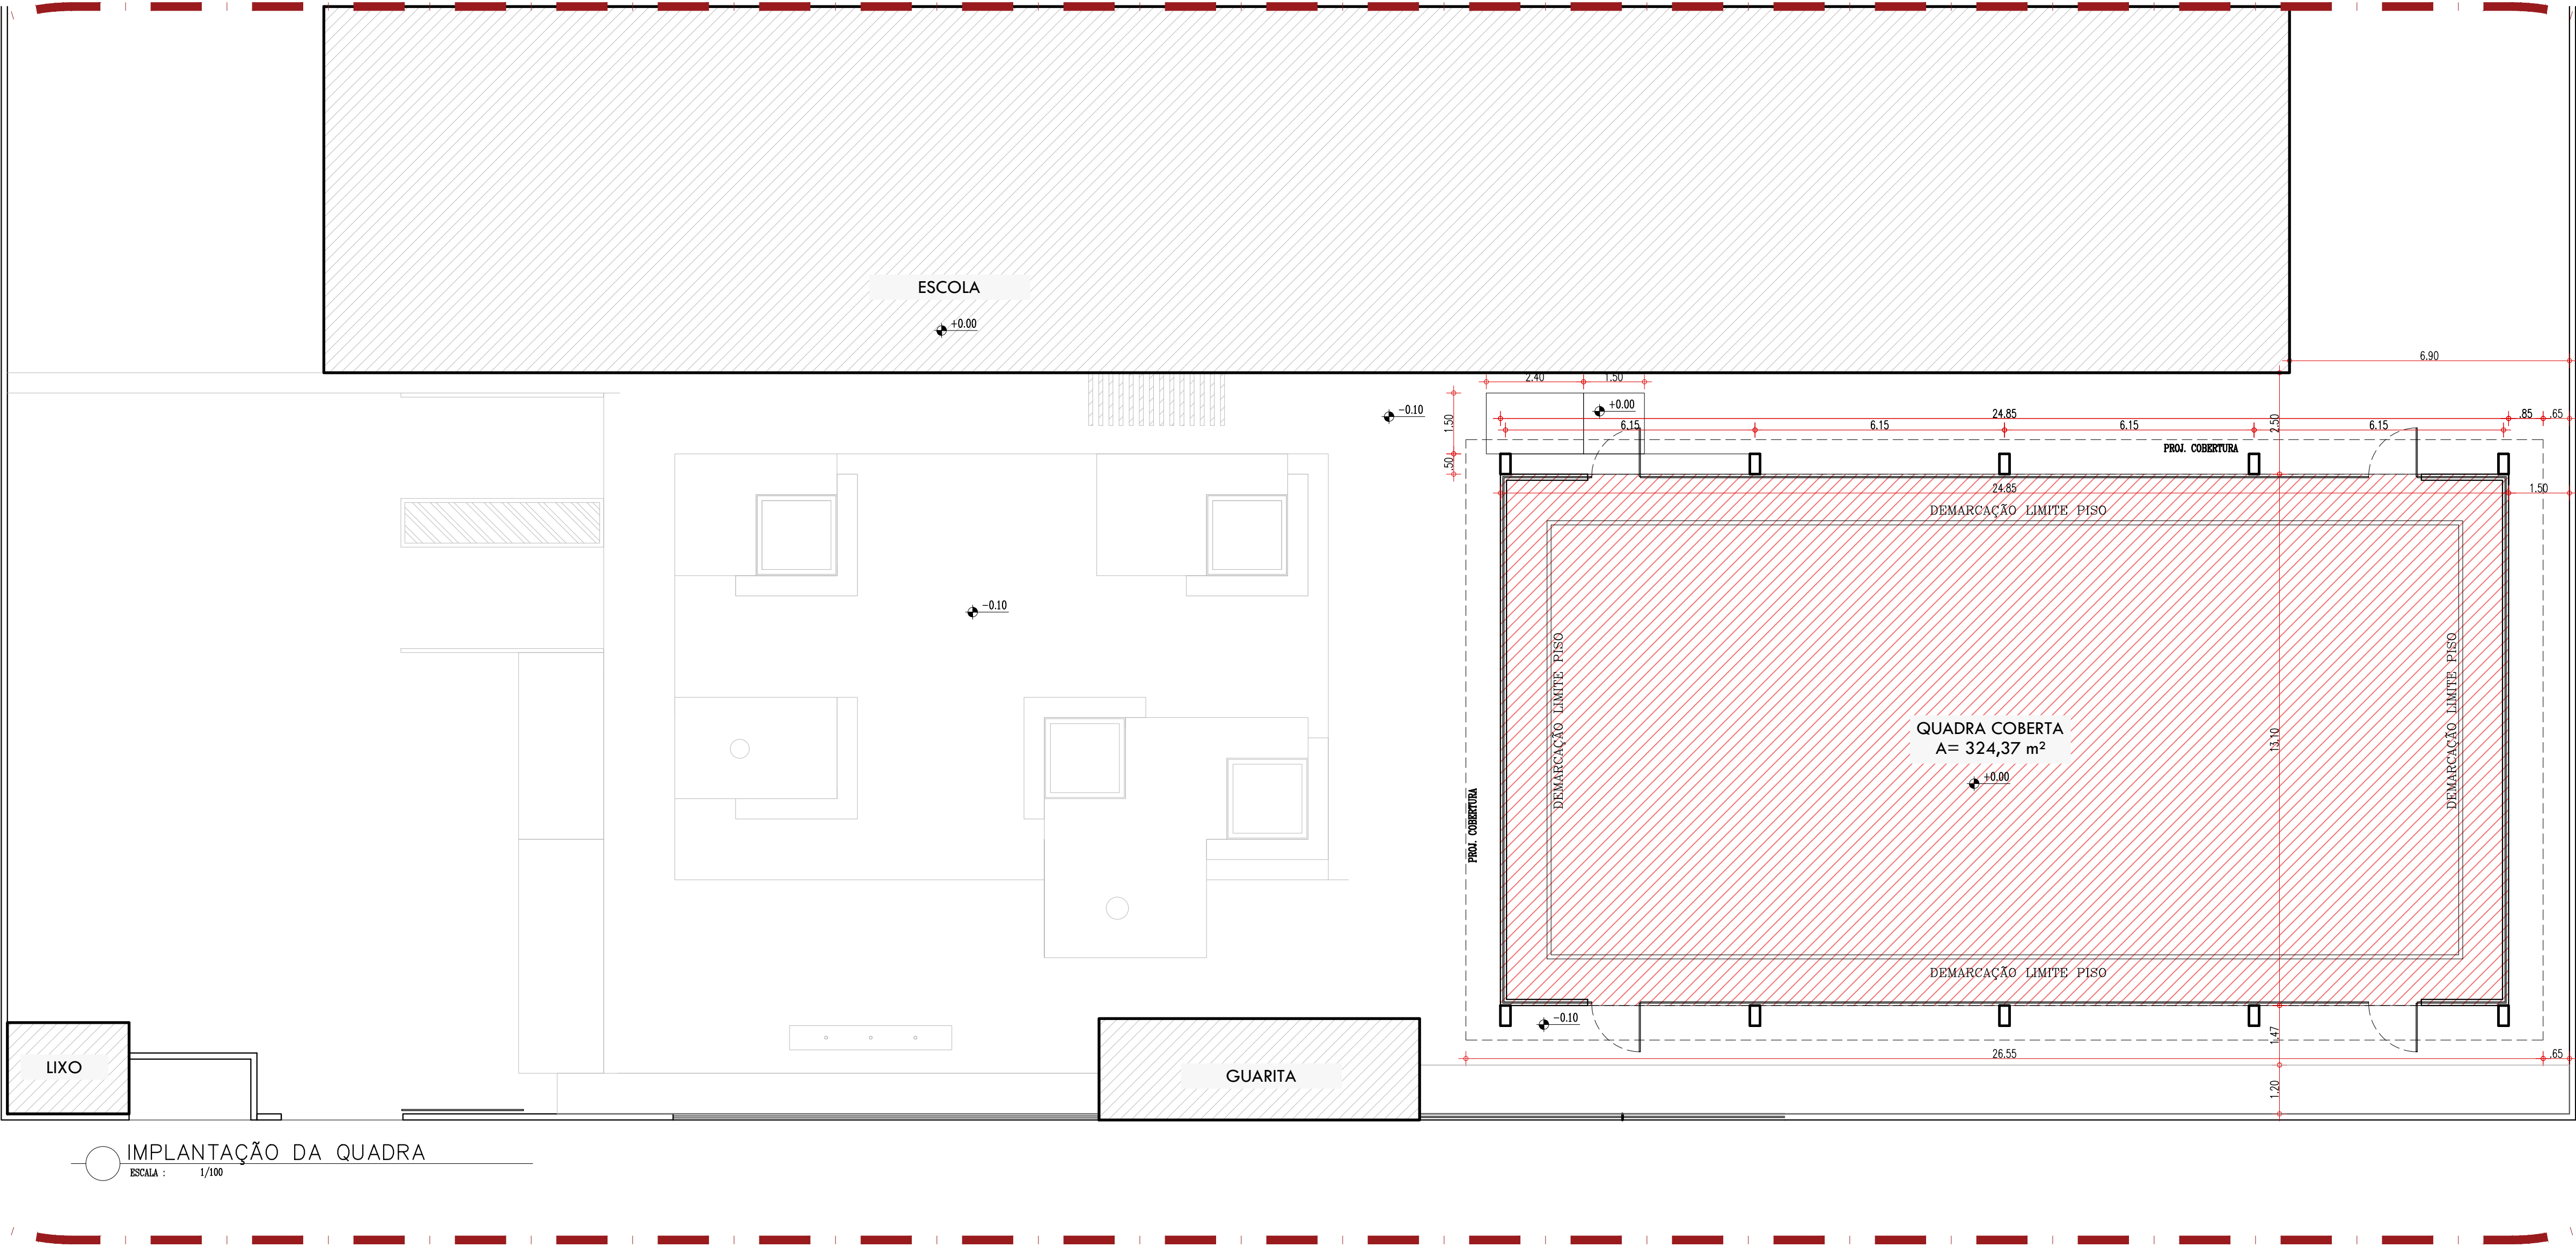 ESCOLA
+0.00
6.90
2.40
1.50
+0.00
-0.10
1.50
24.85
.85
.65
2.50
6.15
6.15
6.15
6.15
PROJ. COBERTURA
.50
24.85
1.50
DEMARCAÇÃO LIMITE PISO
-0.10
DEMARCAÇÃO LIMITE PISO
DEMARCAÇÃO LIMITE PISO
QUADRA COBERTA
A= 324,37 m²
+0.00
13.10
PROJ. COBERTURA
DEMARCAÇÃO LIMITE PISO
-0.10
1.47
26.55
.65
LIXO
GUARITA
1.20
IMPLANTAÇÃO DA QUADRA
ESCALA : 1/100